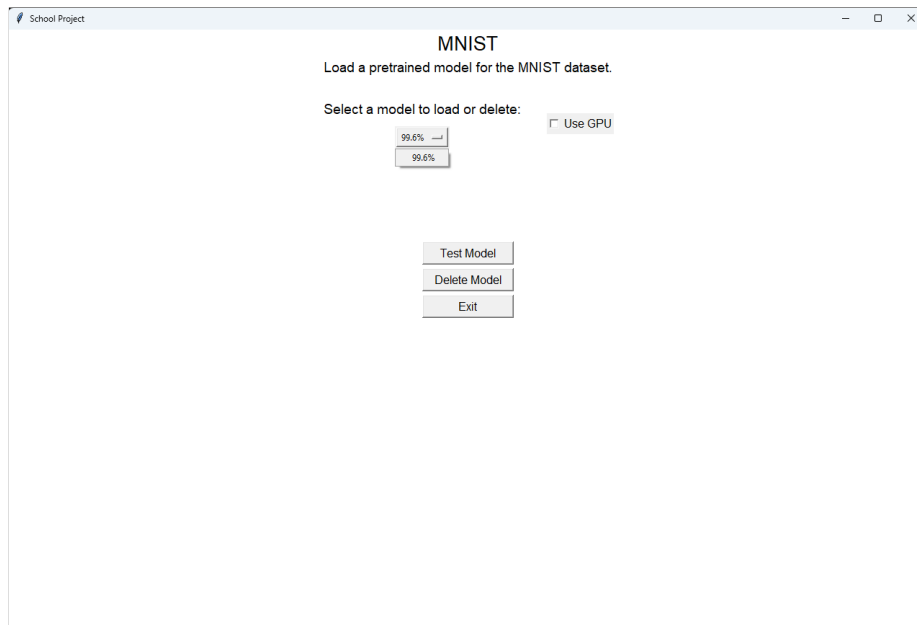 School Project
MNIST
Load a pretrained model for the MNIST dataset.
Select a model to load or delete:
Use GPU
99.6%
99.6%
Test Model
Delete Model
Exit